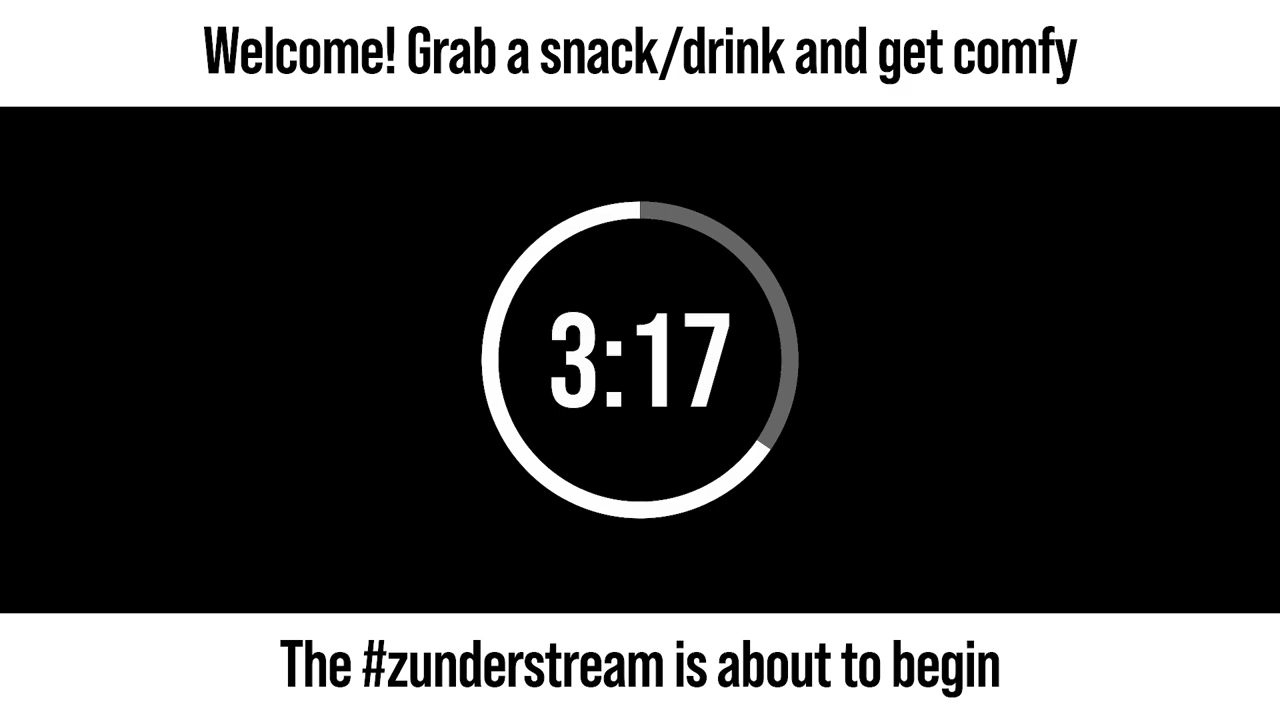 Welcome! Grab a snack/drink and get comfy
3:17
The #zunderstream is about to begin